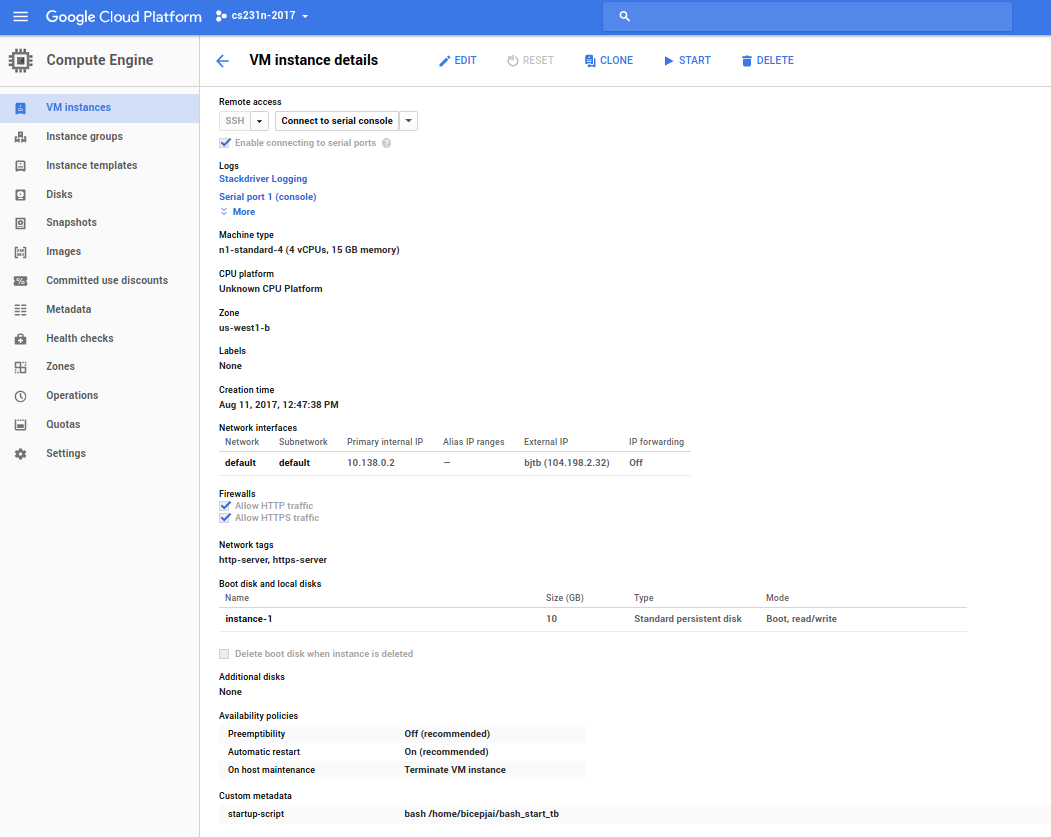 Google Cloud Platform cs231n-2017
Compute Engine
VM instances
Instance groups
Instance templates
Disks
Snapshots
Images
Committed use discounts
Metadata
Health checks
Zones
Operations
Quotas
Settings
VM instance details EDIT RESET CLONE START DELETE
Remote access
SSH Connect to serial console
Enable connecting to serial ports ?
Logs
Stackdriver Logging
Serial port 1 (console)
More
Machine type
n1-standard-4 (4 vCPUs, 15 GB memory)
CPU platform
Unknown CPU Platform
Zone
us-west1-b
Labels
None
Creation time
Aug 11, 2017, 12:47:38 PM
Network interfaces
Network Subnetwork Primary internal IP Alias IP ranges External IP IP forwarding
default default 10.138.0.2 — bjtb (104.198.2.32) Off
Firewalls
Allow HTTP traffic
Allow HTTPS traffic
Network tags
http-server, https-server
Boot disk and local disks
Name Size (GB) Type Mode
instance-1 10 Standard persistent disk Boot, read/write
Delete boot disk when instance is deleted
Additional disks
None
Availability policies
Preemptibility Off (recommended)
Automatic restart On (recommended)
On host maintenance Terminate VM instance
Custom metadata
startup-script bash /home/bicepjai/bash_start_tb